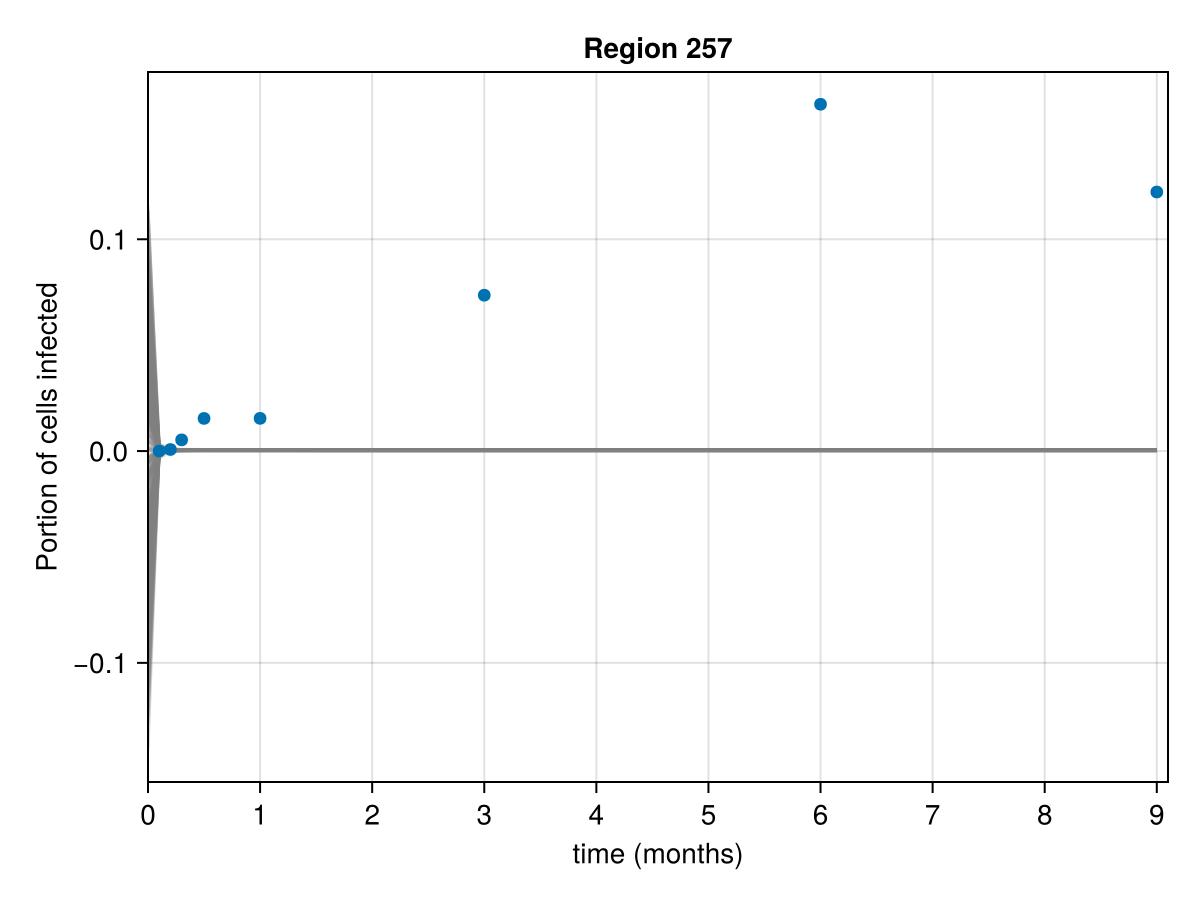 Region 257
Portion of cells infected
0.1
0.0
−0.1
0 1 2 3 4 5 6 7 8 9
time (months)